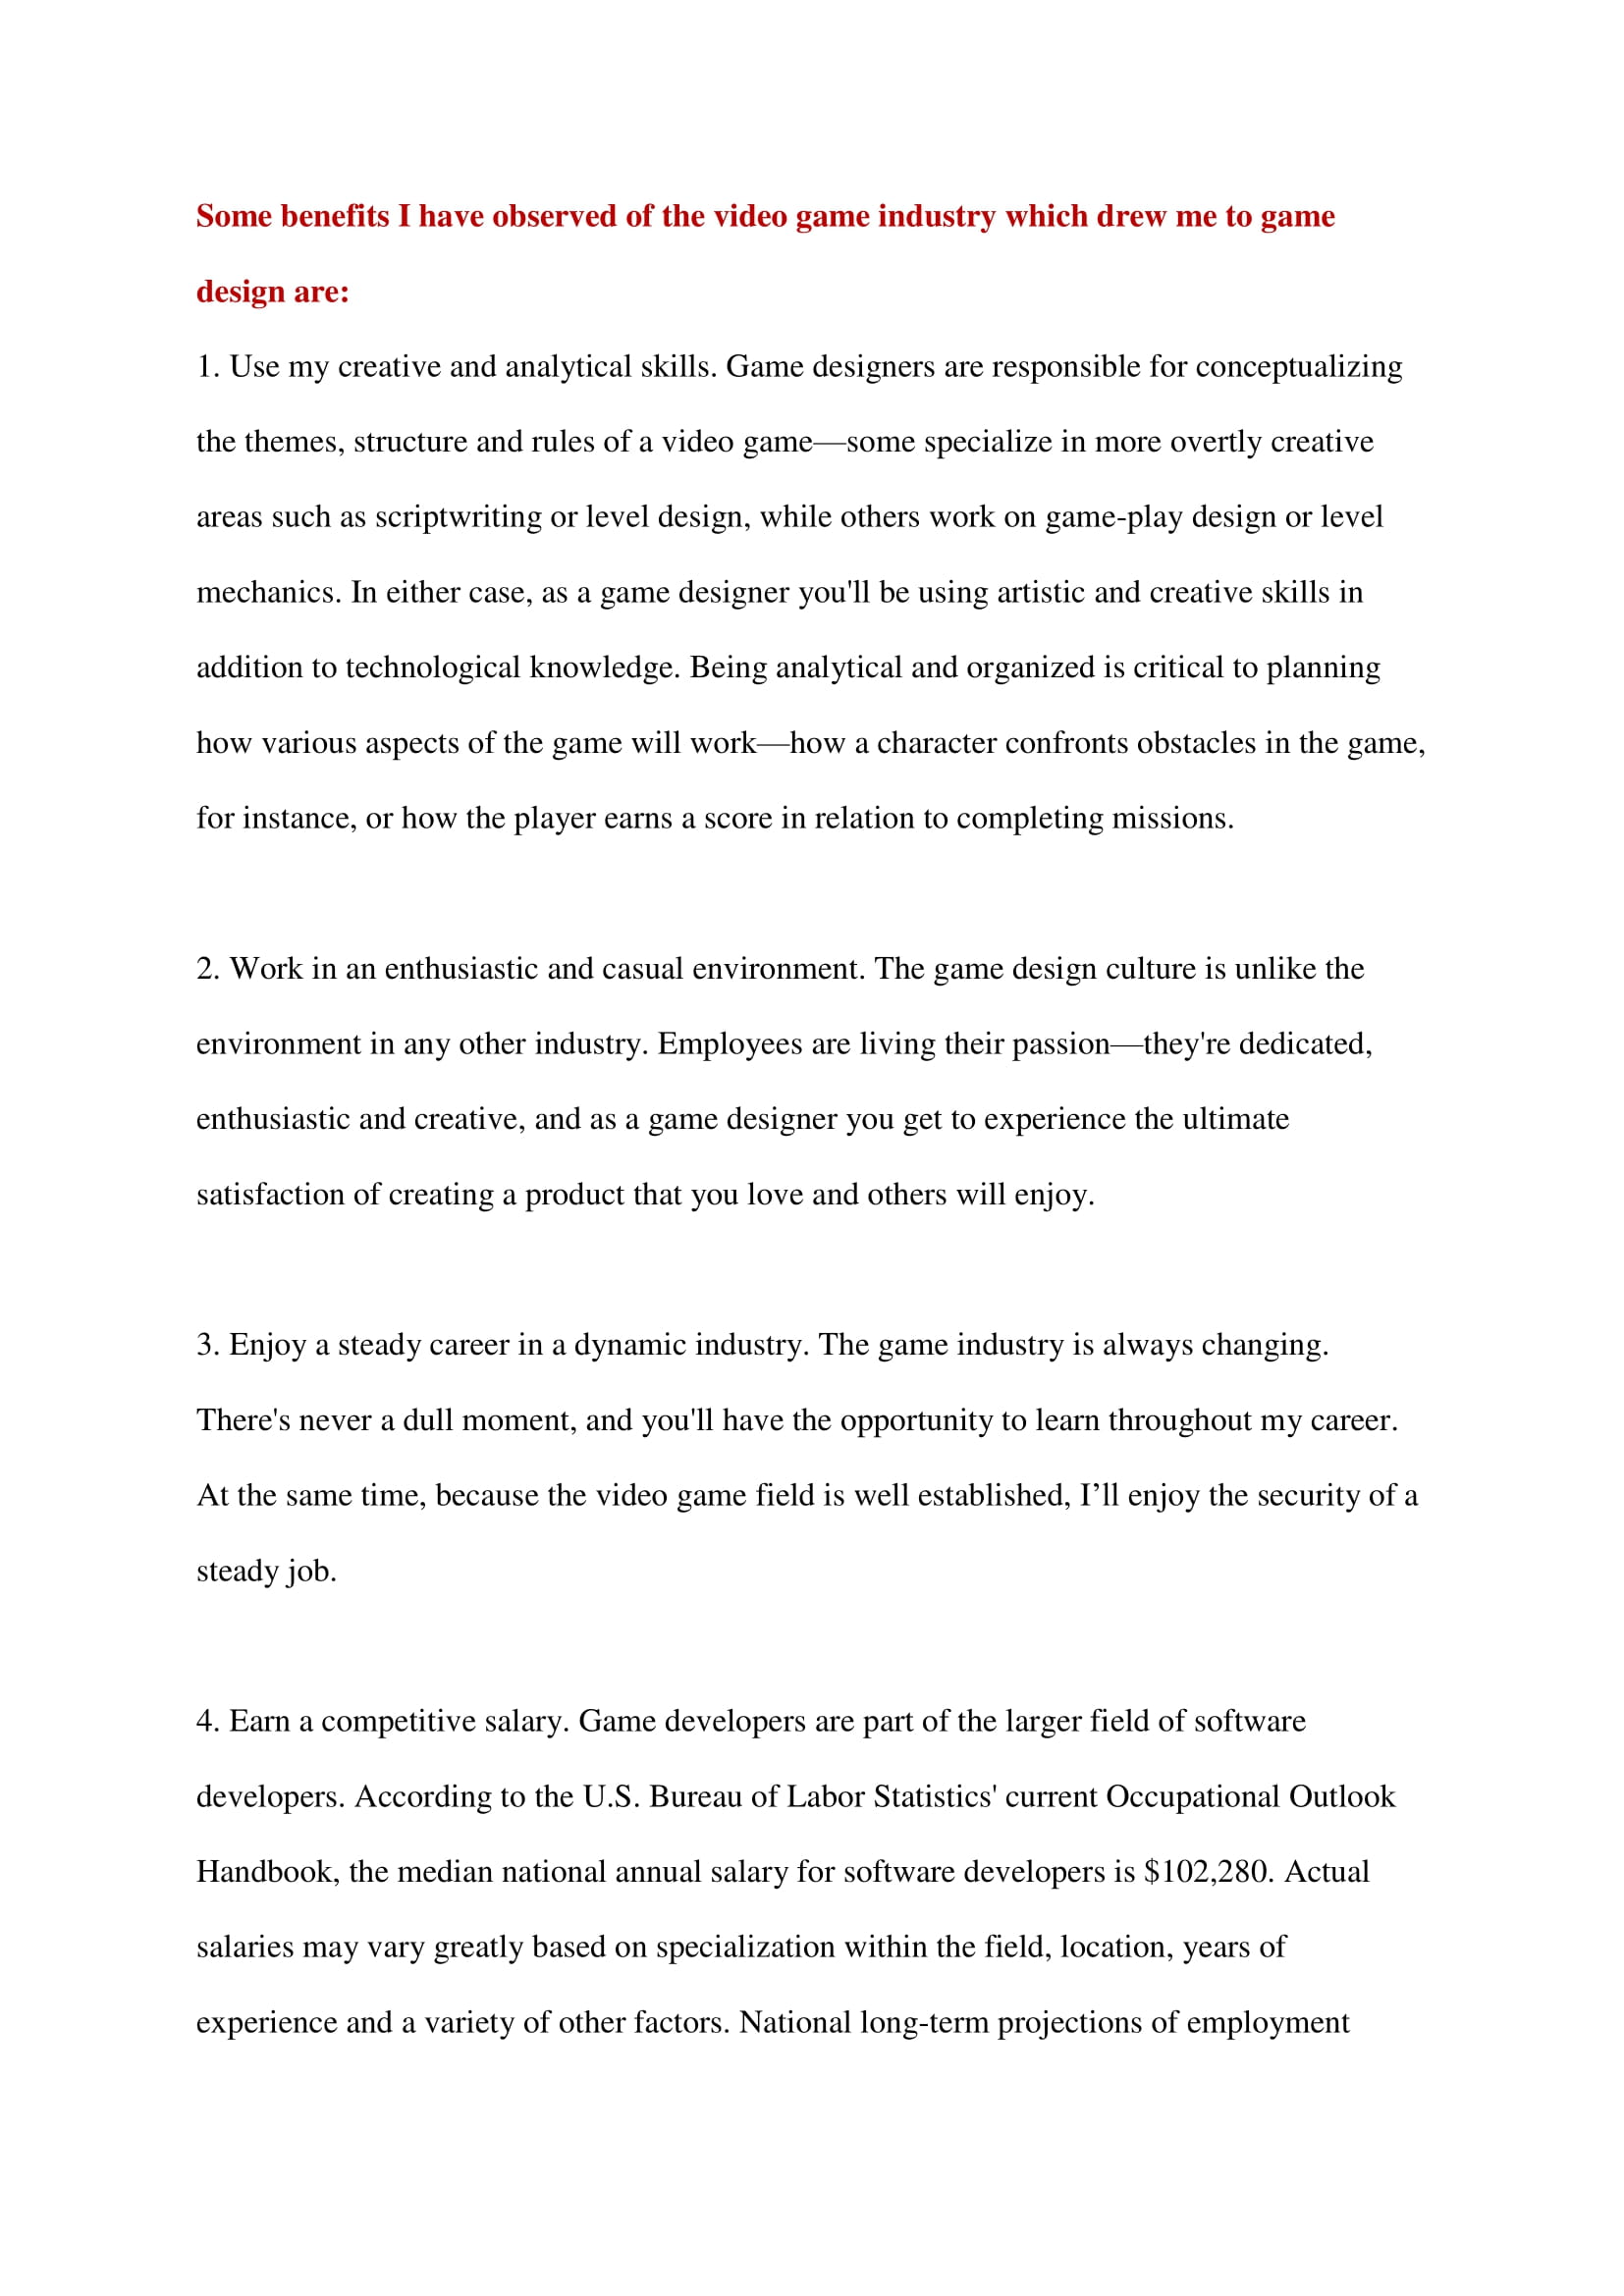 Some benefits I have observed of the video game industry which drew me to game
design are:
1. Use my creative and analytical skills. Game designers are responsible for conceptualizing
the themes, structure and rules of a video game—some specialize in more overtly creative
areas such as scriptwriting or level design, while others work on game-play design or level
mechanics. In either case, as a game designer you'll be using artistic and creative skills in
addition to technological knowledge. Being analytical and organized is critical to planning
how various aspects of the game will work—how a character confronts obstacles in the game,
for instance, or how the player earns a score in relation to completing missions.
2. Work in an enthusiastic and casual environment. The game design culture is unlike the
environment in any other industry. Employees are living their passion—they're dedicated,
enthusiastic and creative, and as a game designer you get to experience the ultimate
satisfaction of creating a product that you love and others will enjoy.
3. Enjoy a steady career in a dynamic industry. The game industry is always changing.
There's never a dull moment, and you'll have the opportunity to learn throughout my career.
At the same time, because the video game field is well established, I’ll enjoy the security of a
steady job.
4. Earn a competitive salary. Game developers are part of the larger field of software
developers. According to the U.S. Bureau of Labor Statistics' current Occupational Outlook
Handbook, the median national annual salary for software developers is $102,280. Actual
salaries may vary greatly based on specialization within the field, location, years of
experience and a variety of other factors. National long-term projections of employment